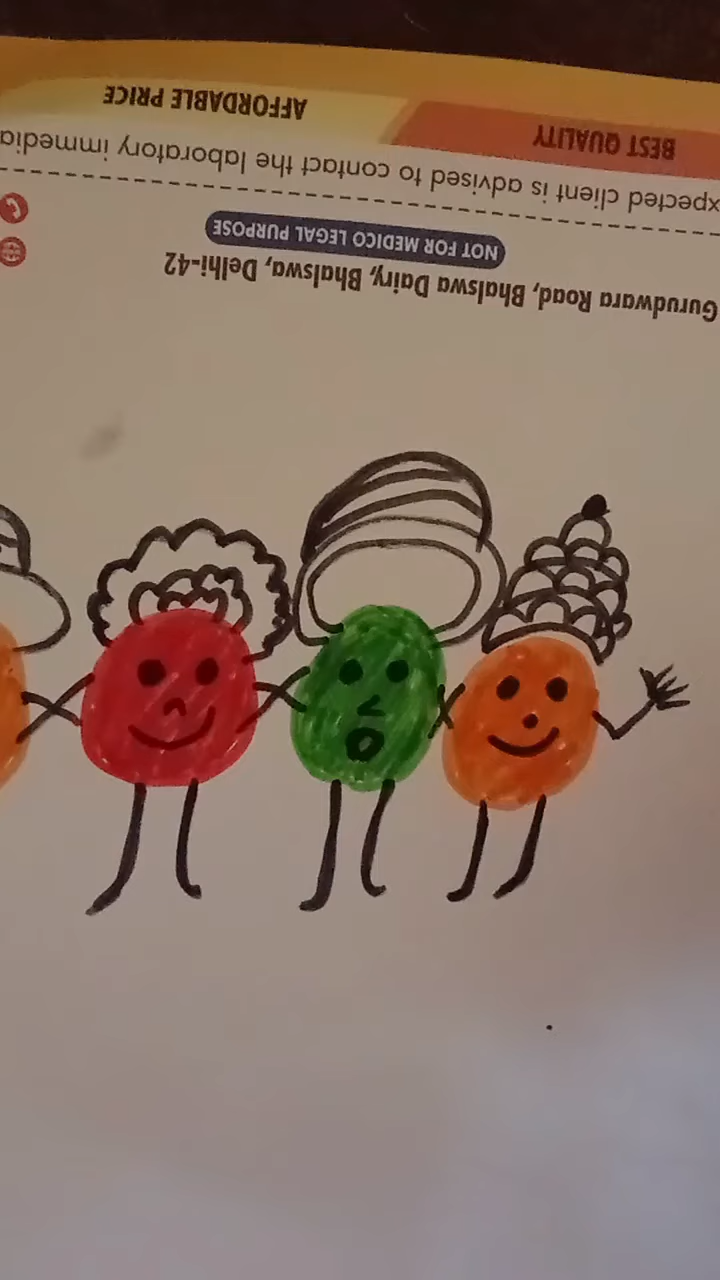 Gurudwara Road, Bhalswa Dairy, Bhalswa, Delhi-42
NOT FOR MEDICO LEGAL PURPOSE
xpected client is advised to contact the laboratory immedia
BEST QUALITY AFFORDABLE PRICE